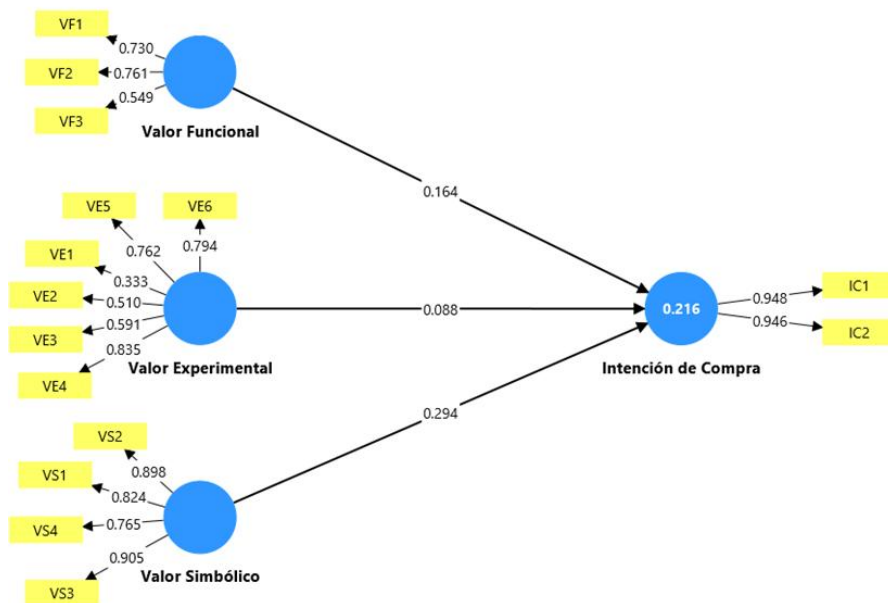 VF1
0.730
VF2
0.761
VF3
0.549
Valor Funcional
0.164
VE5
VE6
0.762
0.794
VE1
0.333
VE2
0.510
VE3
0.591
VE4
0.835
Valor Experimental
0.088
0.216
Intención de Compra
0.948
IC1
0.946
IC2
0.294
VS2
0.898
VS1
0.824
VS4
0.765
VS3
0.905
Valor Simbólico